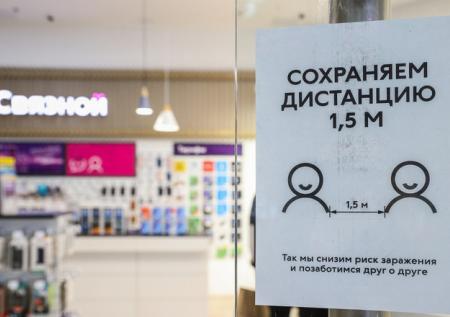 Связной
СОХРАНЯЕМ
ДИСТАНЦИЮ
1,5 М
1,5 м
Так мы снизим риск заражения
и позаботимся друг о друге